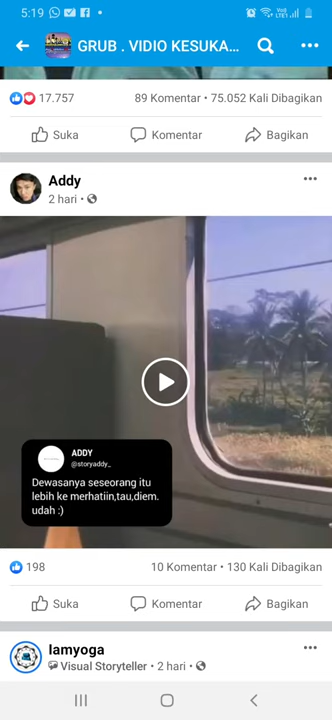 5:19
GRUB . VIDIO KESUKA...
17.757
89 Komentar • 75.052 Kali Dibagikan
Suka
Komentar
Bagikan
Addy
2 hari •
ADDY
@storyaddy_
Dewasanya seseorang itu
lebih ke merhatiin,tau,diem.
udah :)
198
10 Komentar • 130 Kali Dibagikan
Suka
Komentar
Bagikan
Iamyoga
Visual Storyteller • 2 hari •